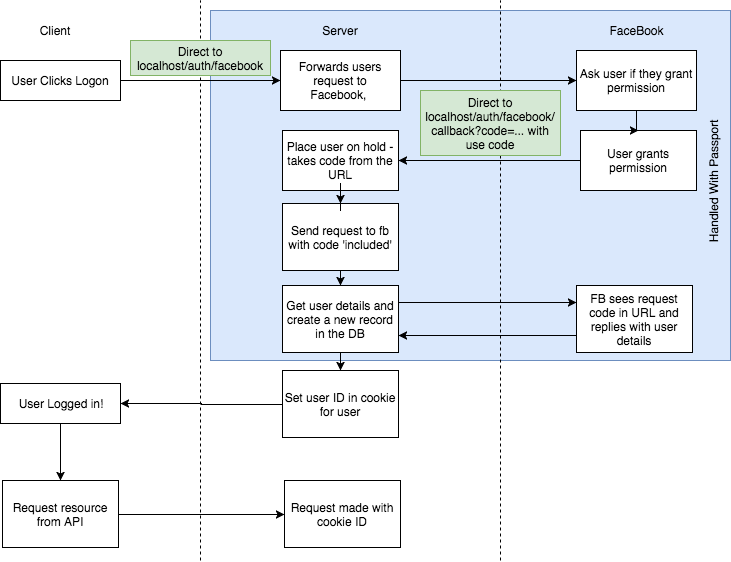 Client
Server
FaceBook
User Clicks Logon
Direct to
localhost/auth/facebook
Forwards users
request to
Facebook,
Ask user if they grant
permission
Direct to
localhost/auth/facebook/
callback?code=... with
use code
User grants
permission
Handled With Passport
Place user on hold -
takes code from the
URL
Send request to fb
with code 'included'
Get user details and
create a new record
in the DB
FB sees request
code in URL and
replies with user
details
Set user ID in cookie
for user
User Logged in!
Request resource
from API
Request made with
cookie ID